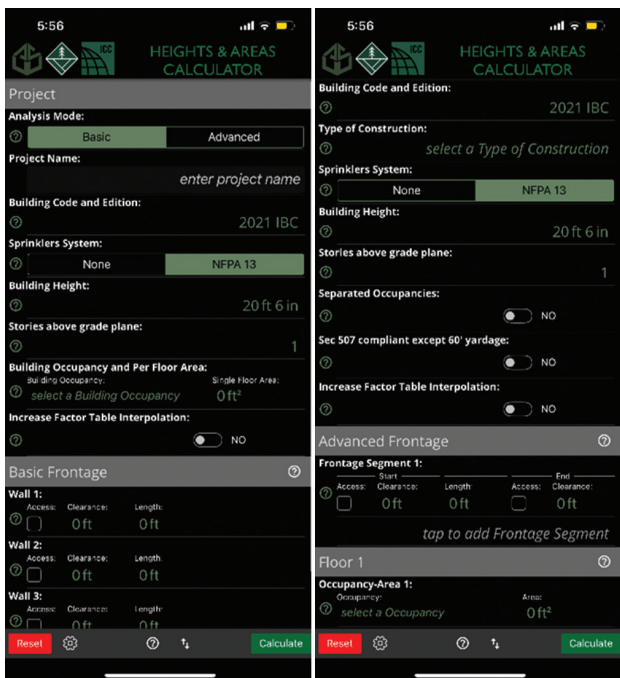 5:56
ICC
HEIGHTS & AREAS
CALCULATOR
Project
Analysis Mode:
Basic Advanced
Project Name:
enter project name
Building Code and Edition:
2021 IBC
Sprinklers System:
None NFPA 13
Building Height:
20 ft 6 in
Stories above grade plane:
1
Building Occupancy and Per Floor Area:
Building Occupancy: Single Floor Area:
select a Building Occupancy 0 ft²
Increase Factor Table Interpolation:
NO
Basic Frontage
Wall 1:
Access: Clearance: Length:
0 ft 0 ft
Wall 2:
Access: Clearance: Length:
0 ft 0 ft
Wall 3:
Access: Clearance: Length:
0 ft 0 ft
Reset Calculate
5:56
ICC
HEIGHTS & AREAS
CALCULATOR
Building Code and Edition:
2021 IBC
Type of Construction:
select a Type of Construction
Sprinklers System:
None NFPA 13
Building Height:
20 ft 6 in
Stories above grade plane:
1
Separated Occupancies:
NO
Sec 507 compliant except 60' yardage:
NO
Increase Factor Table Interpolation:
NO
Advanced Frontage
Frontage Segment 1:
Start End
Access: Clearance: Length: Access: Clearance:
0 ft 0 ft 0 ft
tap to add Frontage Segment
Floor 1
Occupancy-Area 1:
Occupancy: Area:
select a Occupancy 0 ft²
Reset Calculate